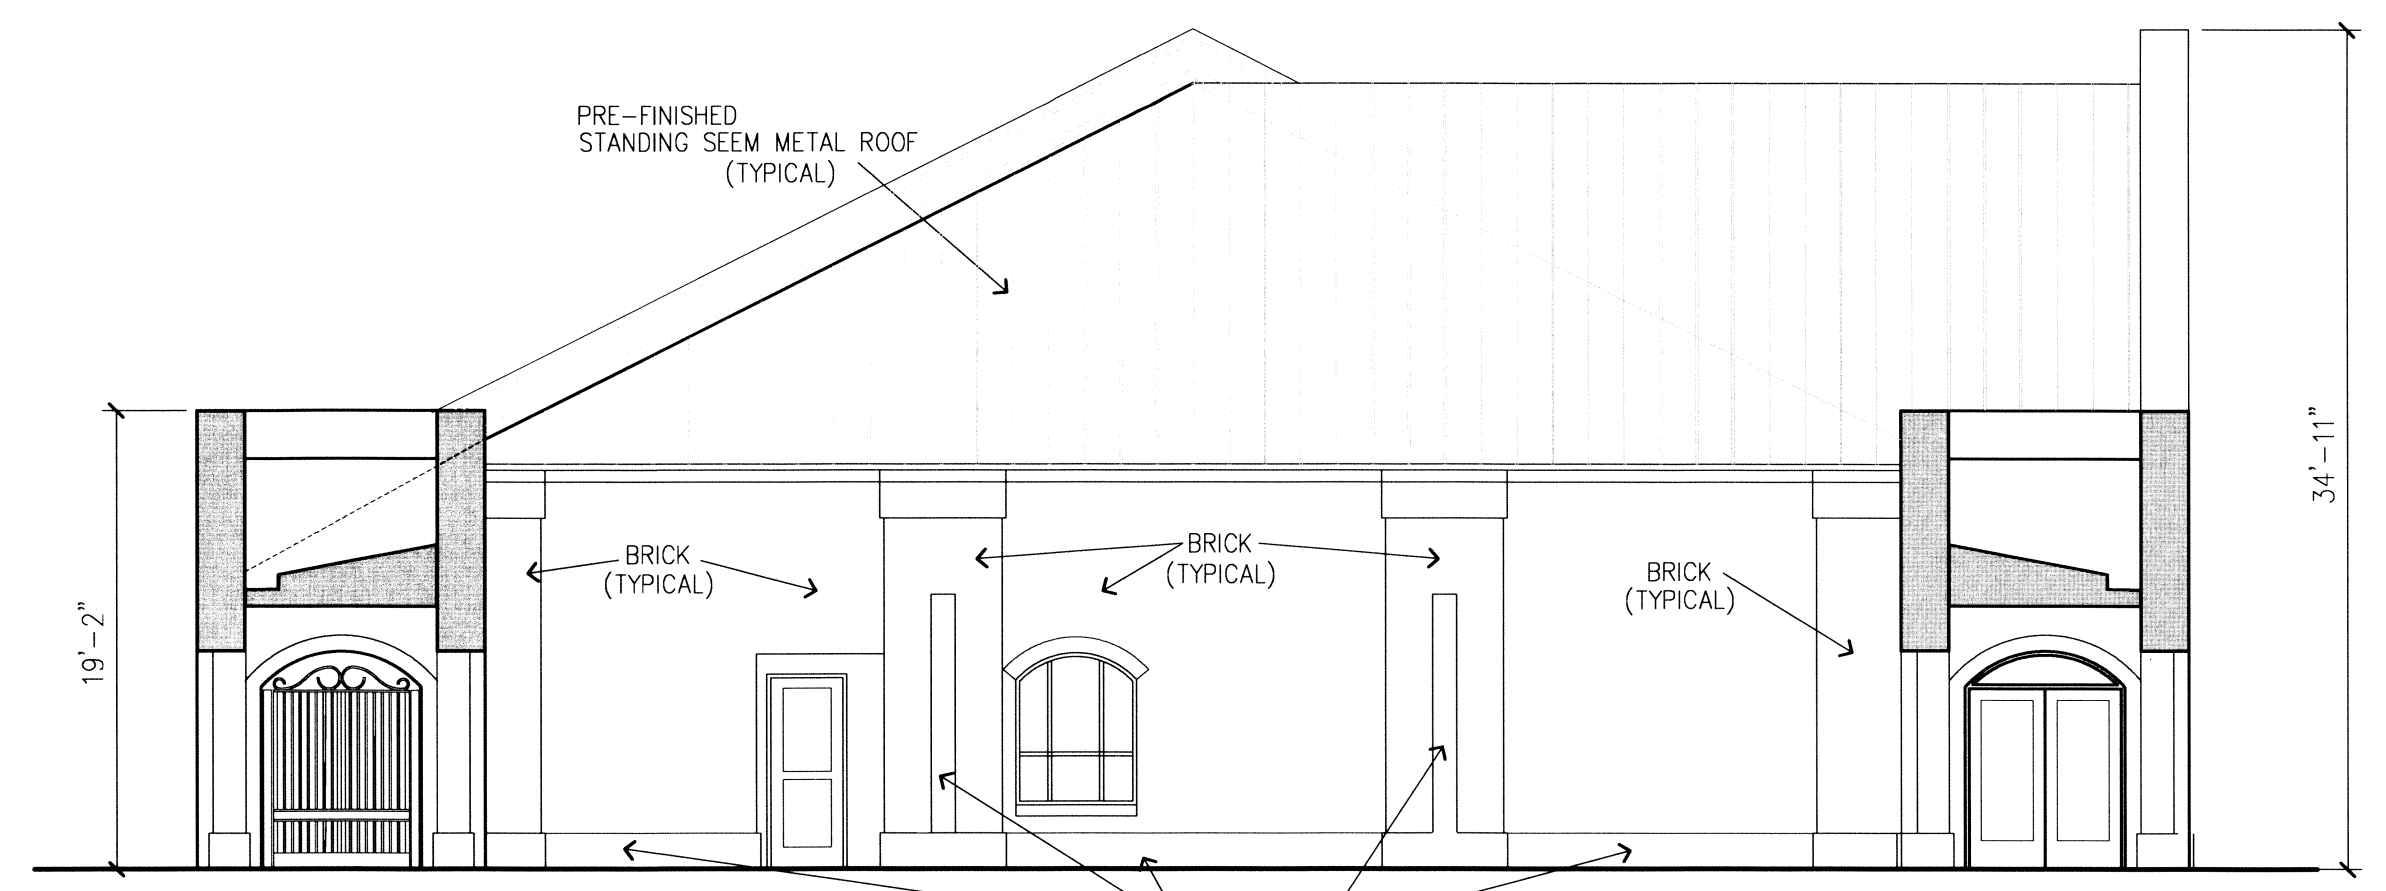 PRE-FINISHED
STANDING SEEM METAL ROOF
(TYPICAL)
34'-11"
19'-2"
BRICK
(TYPICAL)
BRICK
(TYPICAL)
BRICK
(TYPICAL)